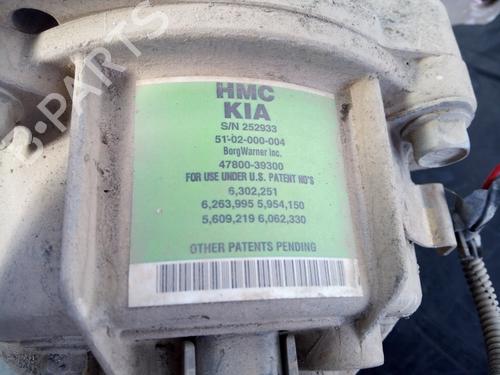 HMC
KIA
S/N 252933
51-02-000-004
BorgWarner Inc.
47800-39300
FOR USE UNDER U.S. PATENT NO'S
6,302,251
6,263,995 5,954,150
5,609,219 6,062,330
OTHER PATENTS PENDING
B-PARTS